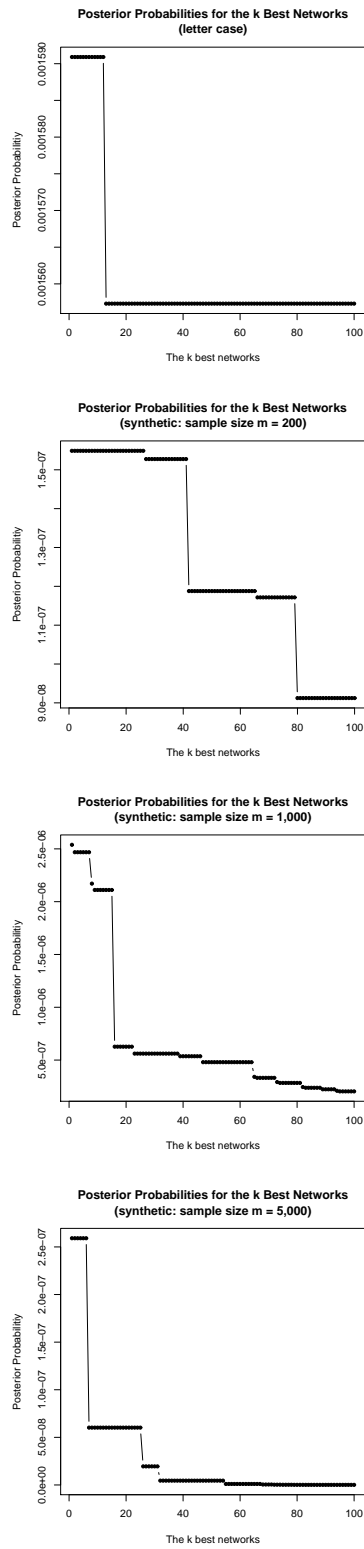 Posterior Probabilities for the k Best Networks
(letter case)
Posterior Probabilitiy
0.001590
0.001580
0.001570
0.001560
0 20 40 60 80 100
The k best networks
Posterior Probabilities for the k Best Networks
(synthetic: sample size m = 200)
Posterior Probabilitiy
1.5e−07
1.3e−07
1.1e−07
9.0e−08
0 20 40 60 80 100
The k best networks
Posterior Probabilities for the k Best Networks
(synthetic: sample size m = 1,000)
Posterior Probabilitiy
2.5e−06
2.0e−06
1.5e−06
1.0e−06
5.0e−07
0 20 40 60 80 100
The k best networks
Posterior Probabilities for the k Best Networks
(synthetic: sample size m = 5,000)
Posterior Probabilitiy
2.5e−07
2.0e−07
1.5e−07
1.0e−07
5.0e−08
0.0e+00
0 20 40 60 80 100
The k best networks